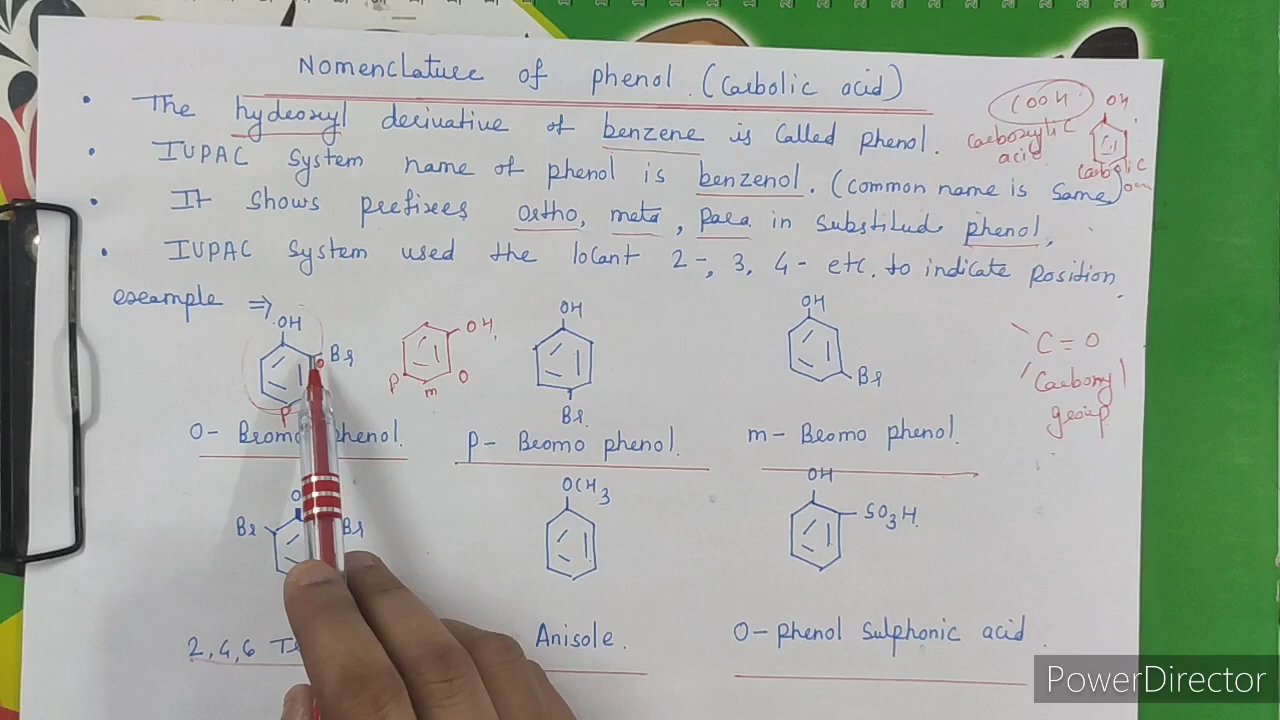 Nomenclature of phenol. (Carbolic acid)
• The hydroxyl derivative of benzene is called phenol.
• IUPAC System name of phenol is benzenol. (Common name is same)
• It shows prefixes ortho, meta, para in substitud phenol,
• IUPAC System used the locant 2-, 3, 4- etc. to indicate position.
COOH
Carboxylic acid
OH
Carbolic
example ⇒
OH
Br
O
P
OH,
P
m
O
OH
Br
OH
Br
C = O
Carbonyl group
O- Bromo phenol.
p- Bromo phenol.
m- Bromo phenol.
Br
Br
OCH3
OH
SO3H.
2,4,6
Anisole.
O- phenol sulphonic acid.
PowerDirector